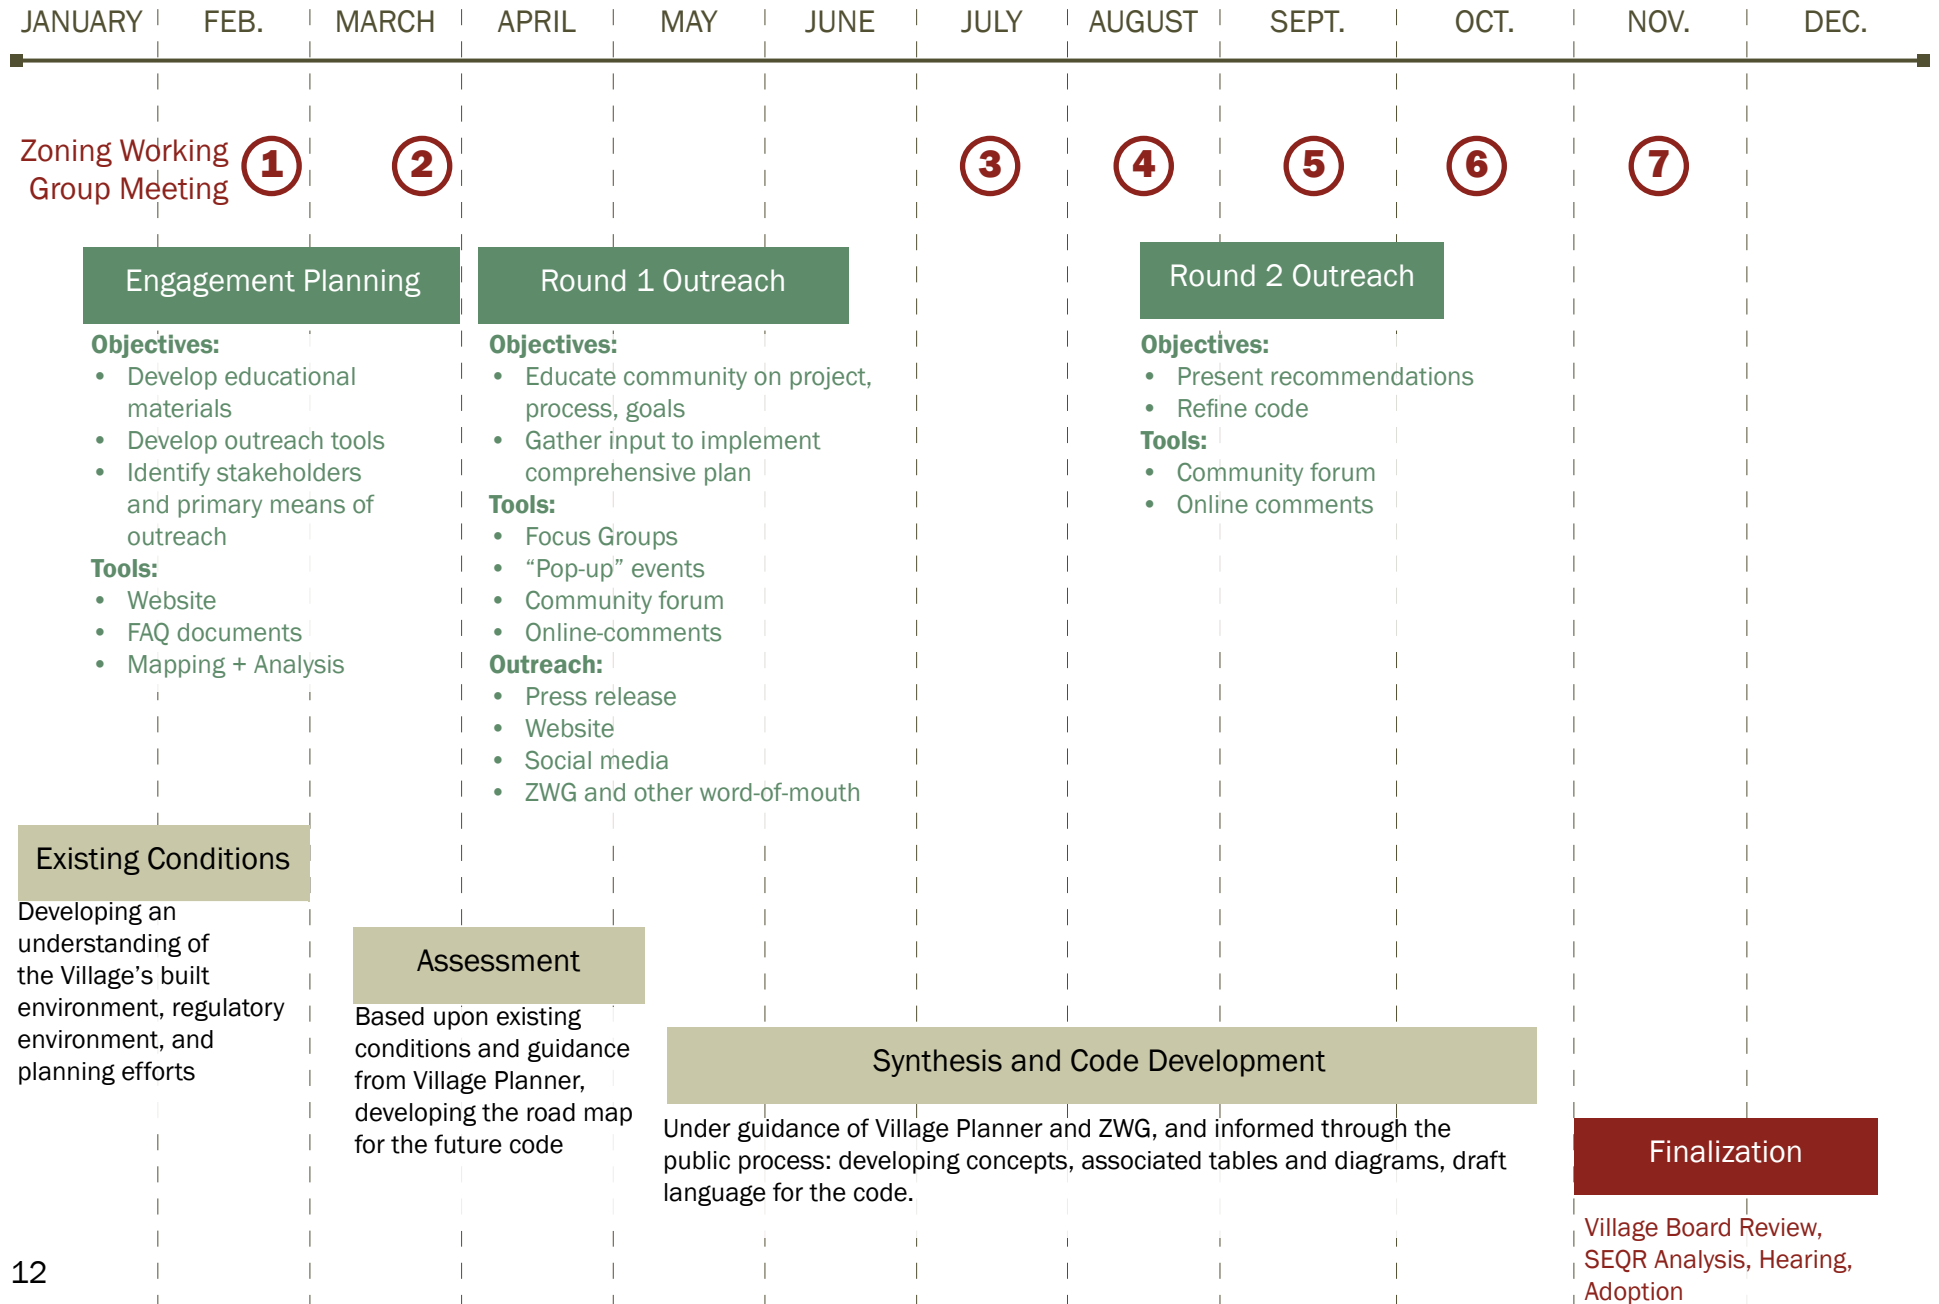 JANUARY FEB. MARCH APRIL MAY JUNE JULY AUGUST SEPT. OCT. NOV. DEC.
Zoning Working
Group Meeting
1 2 3 4 5 6 7
Engagement Planning
Objectives:
• Develop educational
materials
• Develop outreach tools
• Identify stakeholders
and primary means of
outreach
Tools:
• Website
• FAQ documents
• Mapping + Analysis
Round 1 Outreach
Objectives:
• Educate community on project,
process, goals
• Gather input to implement
comprehensive plan
Tools:
• Focus Groups
• “Pop-up” events
• Community forum
• Online-comments
Outreach:
• Press release
• Website
• Social media
• ZWG and other word-of-mouth
Round 2 Outreach
Objectives:
• Present recommendations
• Refine code
Tools:
• Community forum
• Online comments
Existing Conditions
Developing an
understanding of
the Village’s built
environment, regulatory
environment, and
planning efforts
Assessment
Based upon existing
conditions and guidance
from Village Planner,
developing the road map
for the future code
Synthesis and Code Development
Under guidance of Village Planner and ZWG, and informed through the
public process: developing concepts, associated tables and diagrams, draft
language for the code.
Finalization
Village Board Review,
SEQR Analysis, Hearing,
Adoption
12